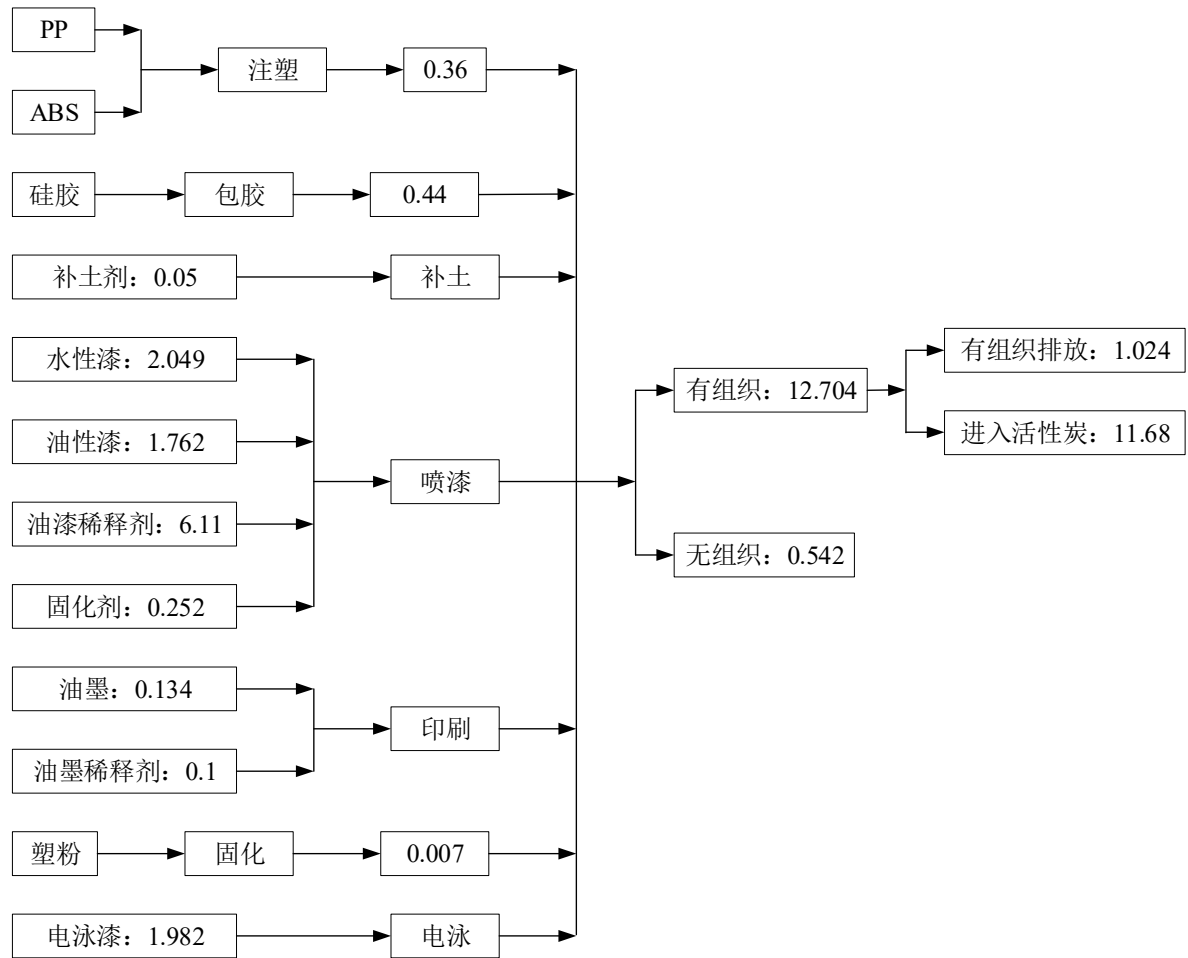 PP
ABS
注塑
0.36
硅胶
包胶
0.44
补土剂：0.05
补土
水性漆：2.049
油性漆：1.762
油漆稀释剂：6.11
固化剂：0.252
喷漆
油墨：0.134
油墨稀释剂：0.1
印刷
塑粉
固化
0.007
电泳漆：1.982
电泳
有组织：12.704
无组织：0.542
有组织排放：1.024
进入活性炭：11.68